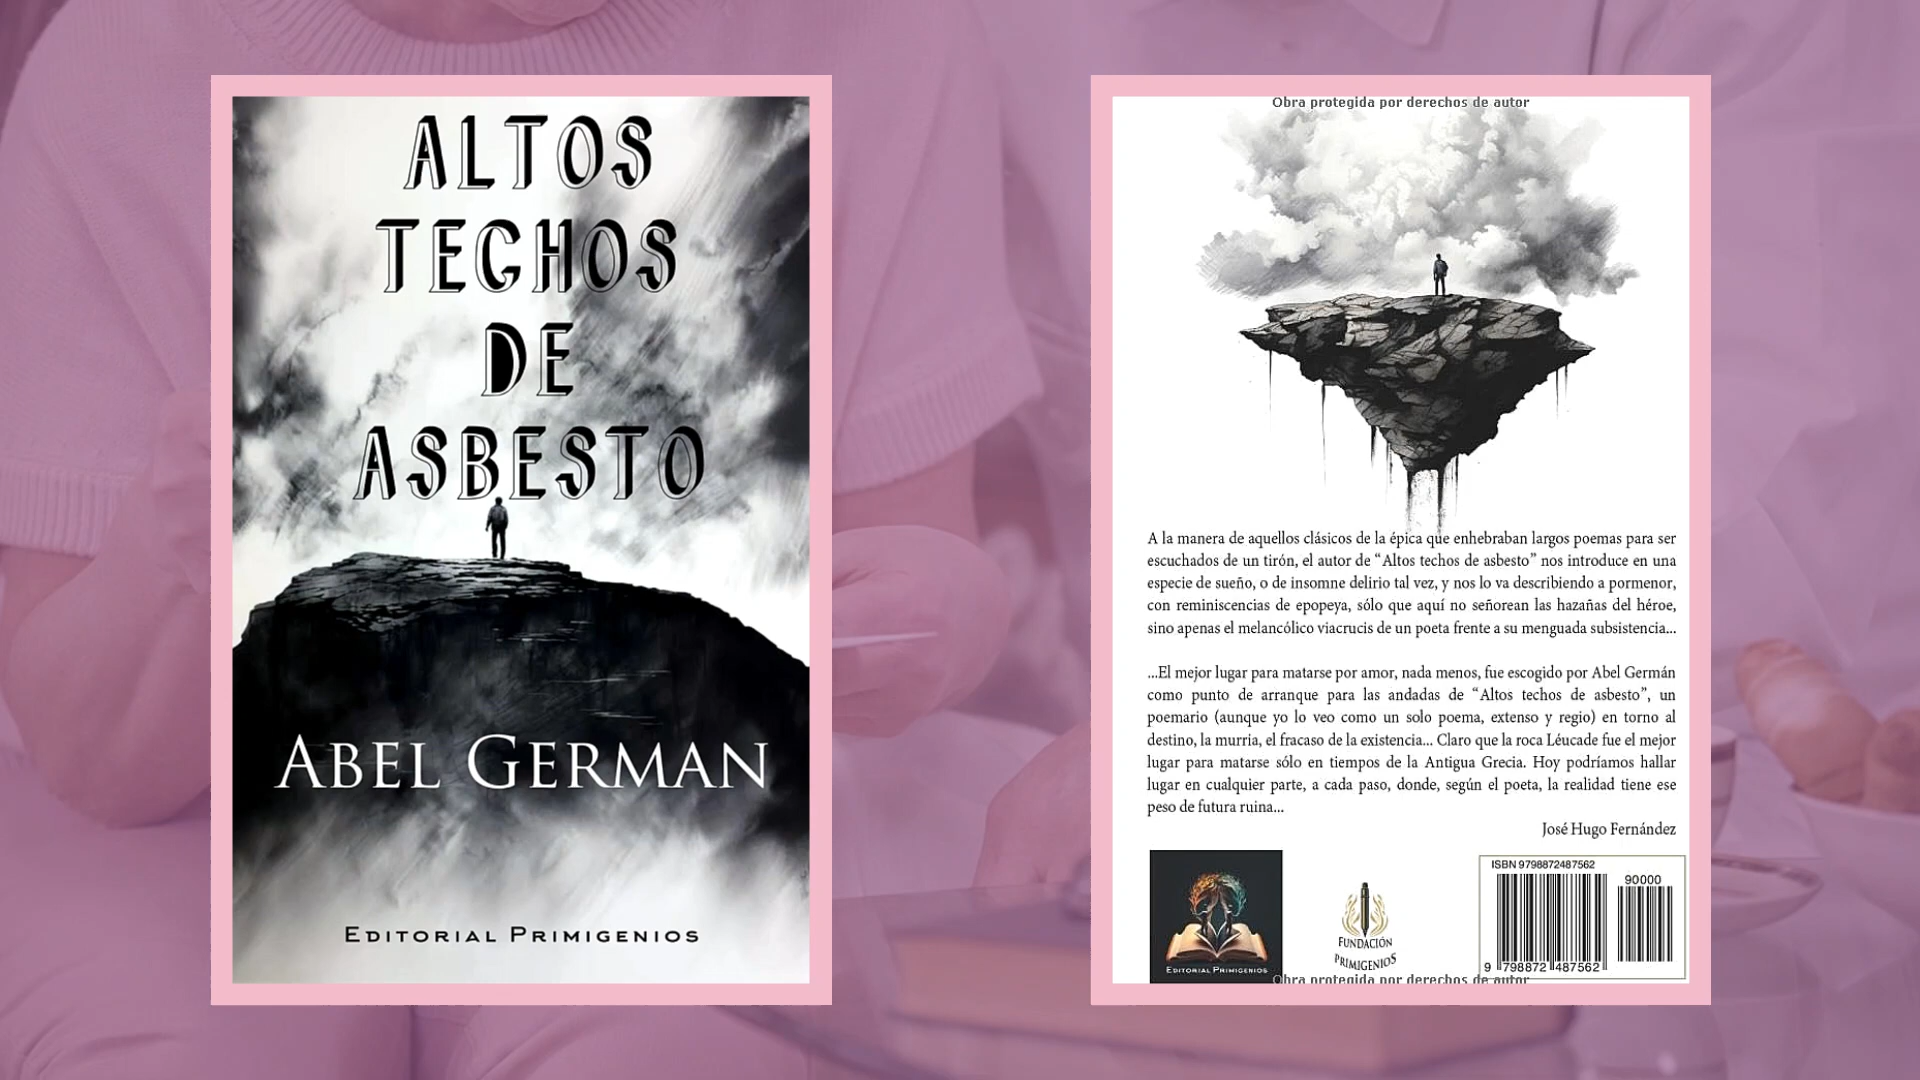 ALTOS
TECHOS
DE
ASBESTO
ABEL GERMAN
EDITORIAL PRIMIGENIOS
Obra protegida por derechos de autor
A la manera de aquellos clásicos de la épica que enhebraban largos poemas para ser
escuchados de un tirón, el autor de “Altos techos de asbesto” nos introduce en una
especie de sueño, o de insomne delirio tal vez, y nos lo va describiendo a pormenor,
con reminiscencias de epopeya, sólo que aquí no señorean las hazañas del héroe,
sino apenas el melancólico viacrucis de un poeta frente a su menguada subsistencia...
...El mejor lugar para matarse por amor, nada menos, fue escogido por Abel Germán
como punto de arranque para las andadas de “Altos techos de asbesto”, un
poemario (aunque yo lo veo como un solo poema, extenso y regio) en torno al
destino, la murria, el fracaso de la existencia... Claro que la roca Léucade fue el mejor
lugar para matarse sólo en tiempos de la Antigua Grecia. Hoy podríamos hallar
lugar en cualquier parte, a cada paso, donde, según el poeta, la realidad tiene ese
peso de futura ruina...
José Hugo Fernández
EDITORIAL PRIMIGENIOS
FUNDACIÓN
PRIMIGENIOS
ISBN 9798872487562
90000
9 798872 487562
Obra protegida por derechos de autor